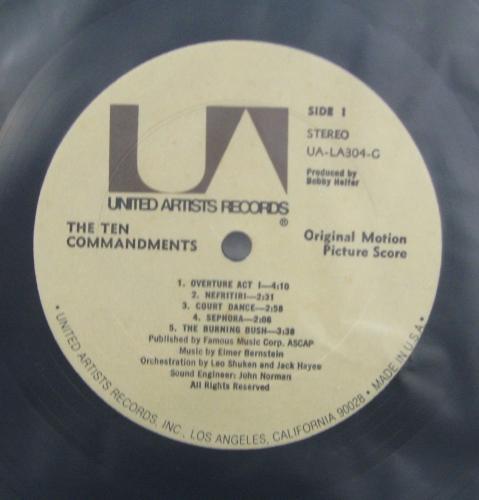 UA
SIDE 1
STEREO
UA-LA304-G
Produced by
Bobby Helfer
UNITED ARTISTS RECORDS
®
THE TEN
COMMANDMENTS
Original Motion
Picture Score
1. OVERTURE ACT I—4:10
2. NEFRITIRI—2:31
3. COURT DANCE—2:58
4. SEPHORA—2:06
5. THE BURNING BUSH—3:38
Published by Famous Music Corp. ASCAP
Music by Elmer Bernstein
Orchestration by Leo Shuken and Jack Hayes
Sound Engineer: John Norman
All Rights Reserved
• UNITED ARTISTS RECORDS, INC., LOS ANGELES, CALIFORNIA 90028 • MADE IN U.S.A •